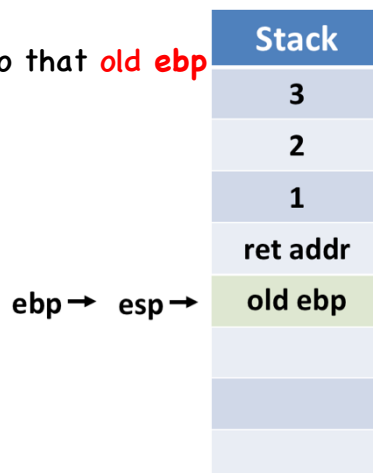 o that old ebp
Stack
3
2
1
ret addr
ebp → esp → old ebp